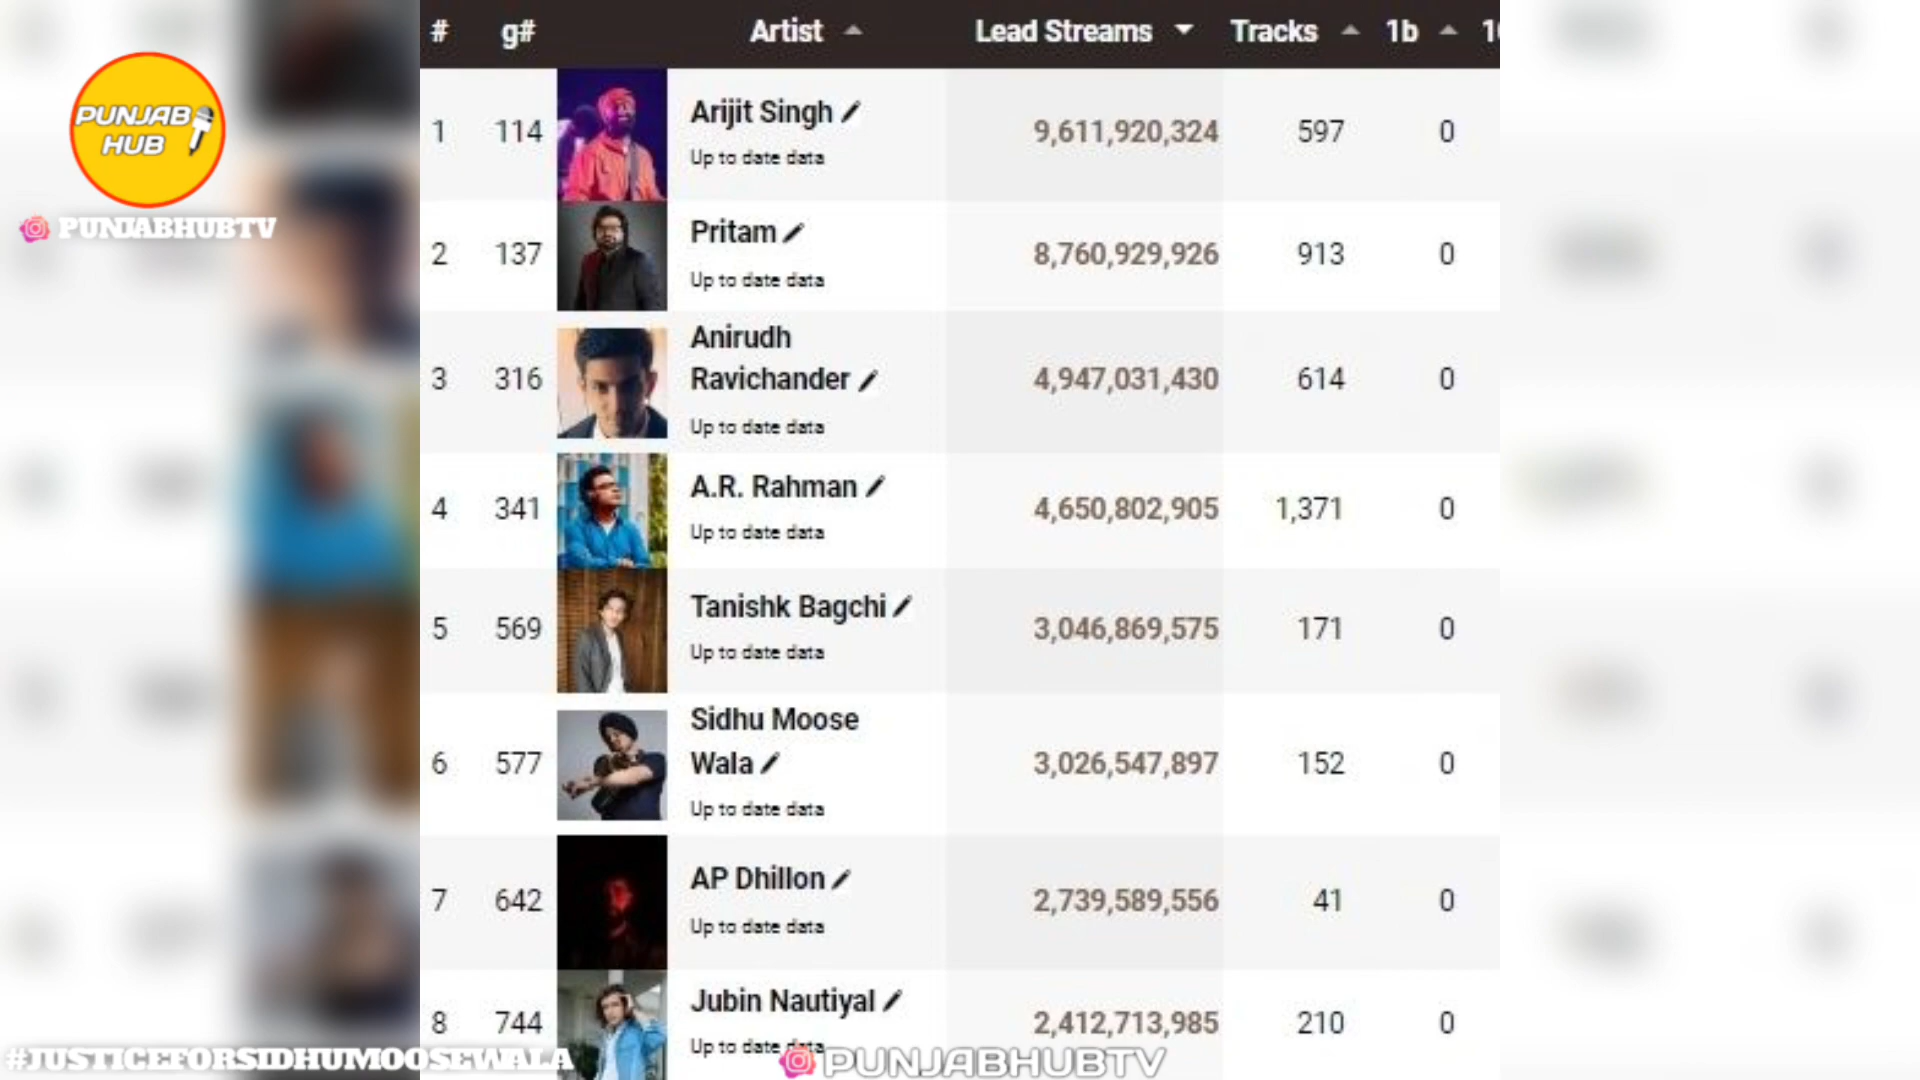 PUNJAB
HUB
PUNJABHUBTV
# g# Artist Lead Streams Tracks 1b
1 114 Arijit Singh 9,611,920,324 597 0
Up to date data
2 137 Pritam 8,760,929,926 913 0
Up to date data
3 316 Anirudh
Ravichander 4,947,031,430 614 0
Up to date data
4 341 A.R. Rahman 4,650,802,905 1,371 0
Up to date data
5 569 Tanishk Bagchi 3,046,869,575 171 0
Up to date data
6 577 Sidhu Moose
Wala 3,026,547,897 152 0
Up to date data
7 642 AP Dhillon 2,739,589,556 41 0
Up to date data
8 744 Jubin Nautiyal 2,412,713,985 210 0
Up to date data
#JUSTICEFORSIDHUMOOSEWALA
PUNJABHUBTV